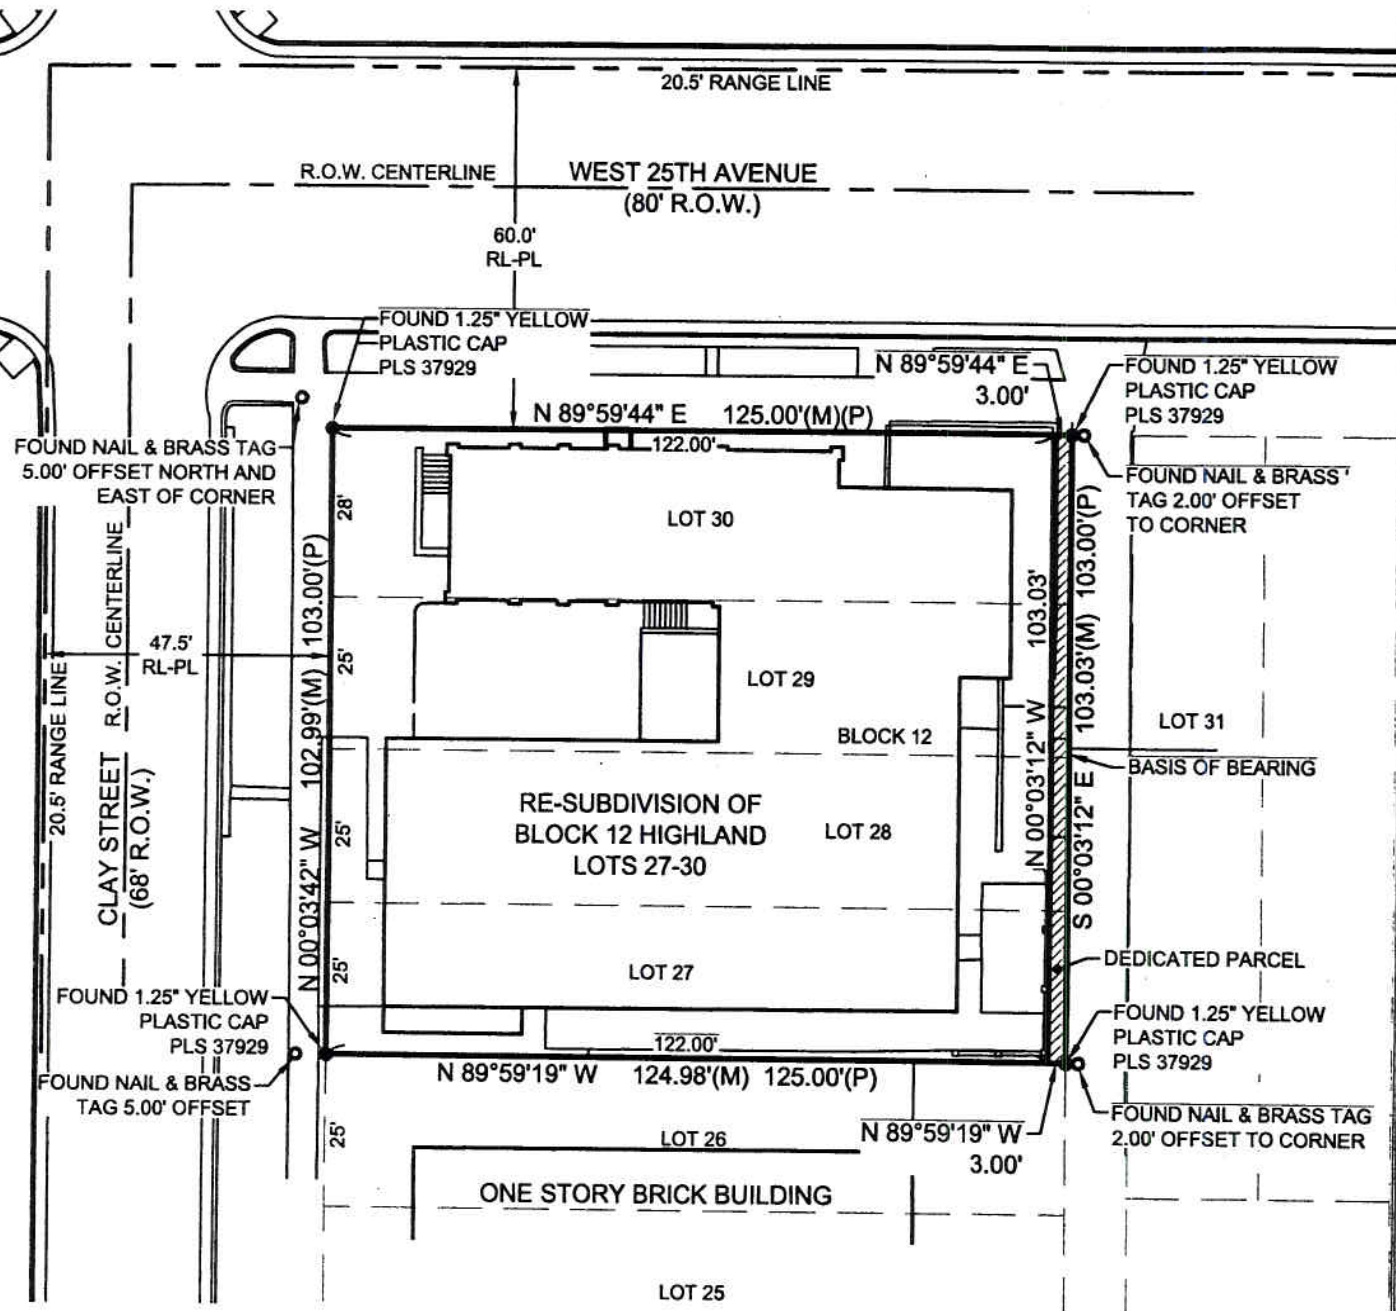 20.5' RANGE LINE
R.O.W. CENTERLINE
WEST 25TH AVENUE
(80' R.O.W.)
60.0'
RL-PL
FOUND 1.25" YELLOW
PLASTIC CAP
PLS 37929
N 89°59'44" E
3.00'
FOUND 1.25" YELLOW
PLASTIC CAP
PLS 37929
N 89°59'44" E 125.00'(M)(P)
122.00'
FOUND NAIL & BRASS TAG
5.00' OFFSET NORTH AND
EAST OF CORNER
FOUND NAIL & BRASS
TAG 2.00' OFFSET
TO CORNER
28'
LOT 30
R.O.W. CENTERLINE
47.5'
RL-PL
20.5' RANGE LINE
CLAY STREET
(68' R.O.W.)
N 00°03'42" W 102.99'(M) 103.00'(P)
25'
LOT 29
BLOCK 12
N 00°03'12" W 103.03'
S 00°03'12" E 103.03'(M) 103.00'(P)
LOT 31
BASIS OF BEARING
RE-SUBDIVISION OF
BLOCK 12 HIGHLAND
LOTS 27-30
25'
LOT 28
25'
LOT 27
DEDICATED PARCEL
FOUND 1.25" YELLOW
PLASTIC CAP
PLS 37929
FOUND 1.25" YELLOW
PLASTIC CAP
PLS 37929
122.00'
FOUND NAIL & BRASS
TAG 5.00' OFFSET
N 89°59'19" W 124.98'(M) 125.00'(P)
FOUND NAIL & BRASS TAG
2.00' OFFSET TO CORNER
25'
LOT 26
N 89°59'19" W
3.00'
ONE STORY BRICK BUILDING
LOT 25